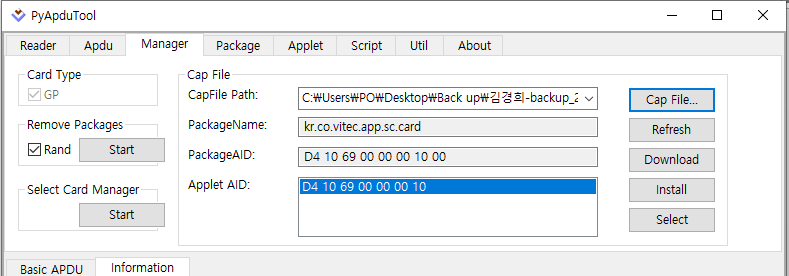 PyApduTool
Reader Apdu Manager Package Applet Script Util About
Card Type
GP
Remove Packages
Rand Start
Select Card Manager
Start
Cap File
CapFile Path: C:₩Users₩PO₩Desktop₩Back up₩김경희-backup_2 Cap File...
PackageName: kr.co.vitec.app.sc.card Refresh
PackageAID: D4 10 69 00 00 00 10 00 Download
Applet AID: D4 10 69 00 00 00 10 Install
Select
Basic APDU Information